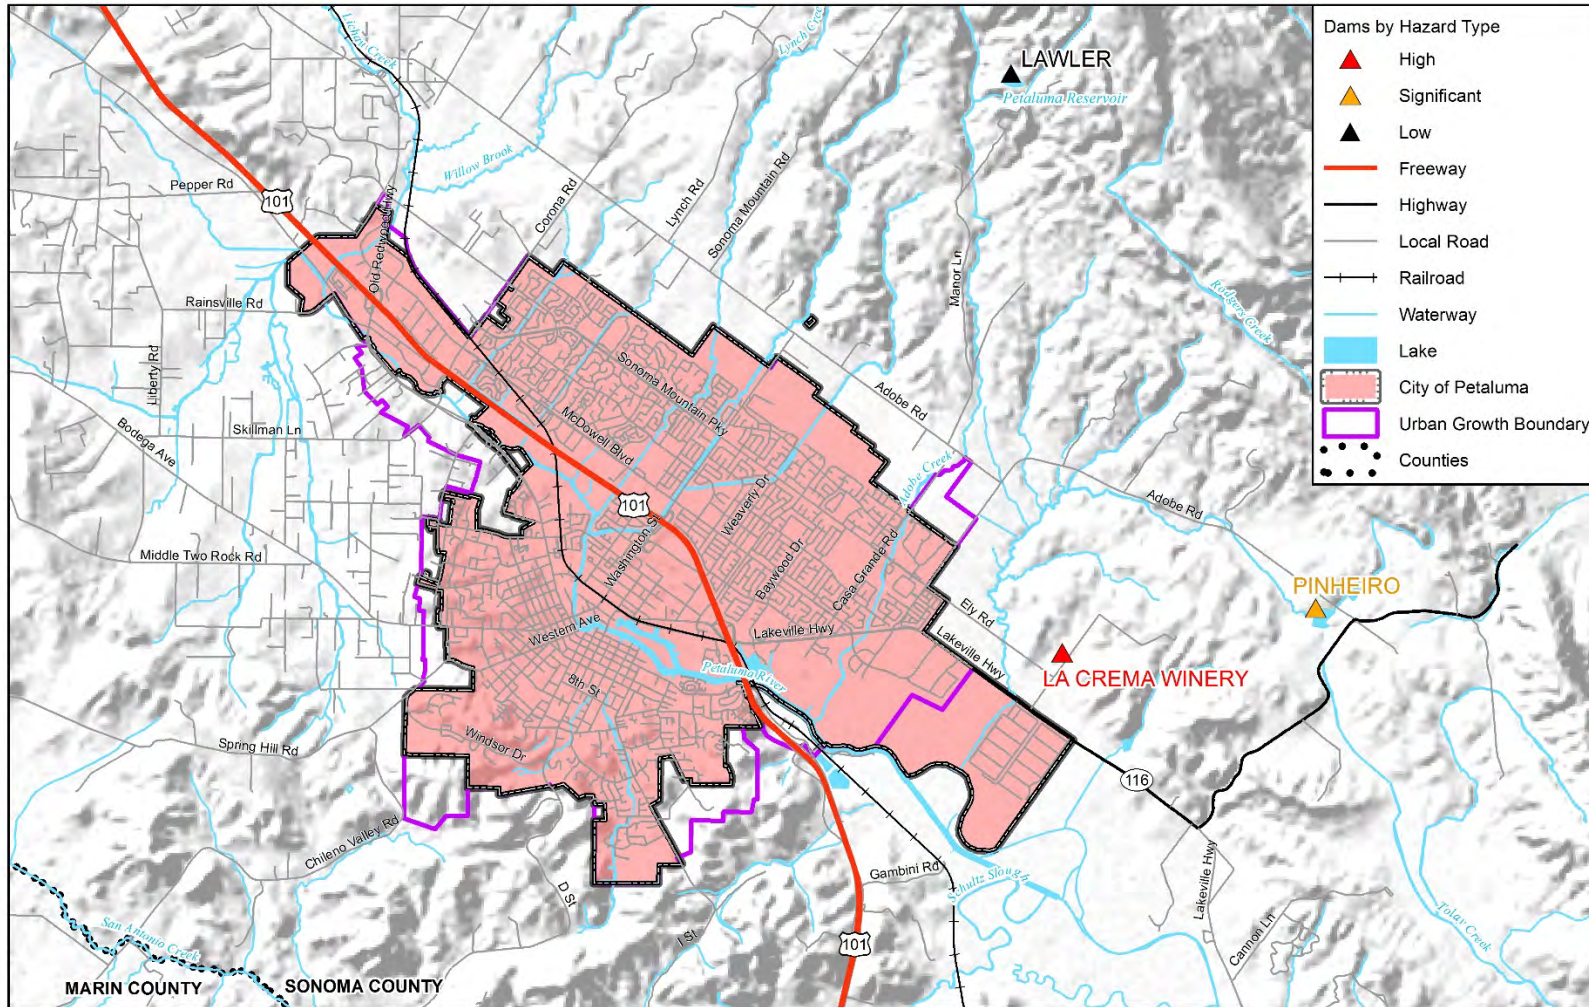 Dams by Hazard Type
High
Significant
Low
Freeway
Highway
Local Road
Railroad
Waterway
Lake
City of Petaluma
Urban Growth Boundary
Counties
Lichau Creek
Lynch Creek
LAWLER
Petaluma Reservoir
Willow Brook
Pepper Rd
101
Old Redwood Hwy
Corona Rd
Lynch Rd
Sonoma Mountain Rd
Manor Ln
Rodgers Creek
Rainsville Rd
Liberty Rd
Sonoma Mountain Pky
Adobe Rd
McDowell Blvd
Skillman Ln
Bodega Ave
Adobe Creek
Weaverly Dr
101
Washington St
Adobe Rd
Middle Two Rock Rd
Baywood Dr
Casa Grande Rd
PINHEIRO
Ely Rd
Western Ave
Lakeville Hwy
Lakeville Hwy
LA CREMA WINERY
Petaluma River
8th St
Windsor Dr
Spring Hill Rd
116
Chileno Valley Rd
Lakeville Hwy
Gambini Rd
Schultz Slough
D St
I St
101
Cannon Ln
Tolay Creek
San Antonio Creek
MARIN COUNTY
SONOMA COUNTY